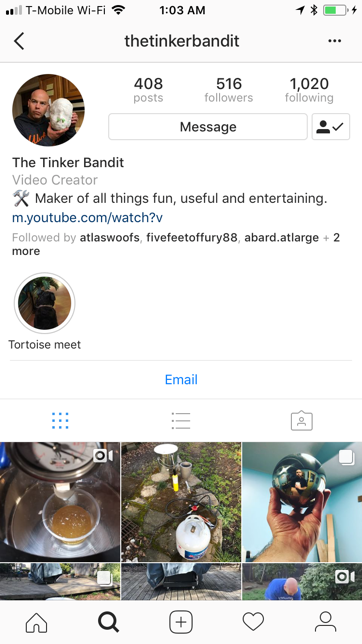 T-Mobile Wi-Fi 1:03 AM
thetinkerbandit
408 516 1,020
posts followers following
Message
The Tinker Bandit
Video Creator
🛠 Maker of all things fun, useful and entertaining.
m.youtube.com/watch?v
Followed by atlaswoofs, fivefeetoffury88, abard.atlarge + 2
more
Tortoise meet
Email